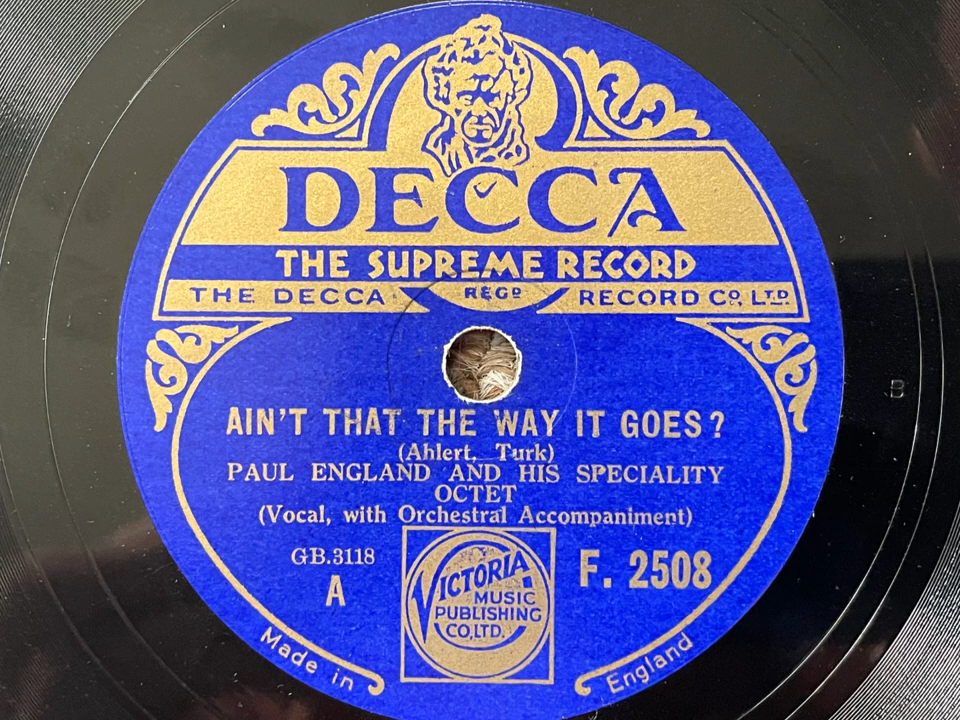 DECCA
THE SUPREME RECORD
THE DECCA REGD RECORD CO. LTD.
AIN'T THAT THE WAY IT GOES?
(Ahlert, Turk)
PAUL ENGLAND AND HIS SPECIALITY
OCTET
(Vocal, with Orchestral Accompaniment)
GB.3118
A
F. 2508
VICTORIA
MUSIC
PUBLISHING
CO, LTD.
Made in England
B